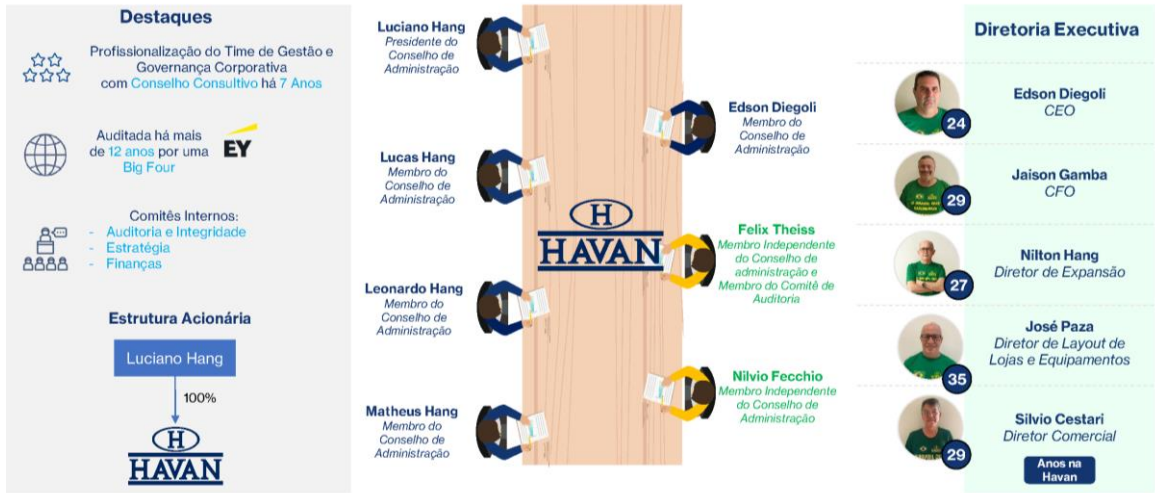 Destaques
Profissionalização do Time de Gestão e
Governança Corporativa
com Conselho Consultivo há 7 Anos
Auditada há mais
de 12 anos por uma
Big Four
EY
Comitês Internos:
- Auditoria e Integridade
- Estratégia
- Finanças
Estrutura Acionária
Luciano Hang
100%
H
HAVAN
Luciano Hang
Presidente do
Conselho de
Administração
Lucas Hang
Membro do
Conselho de
Administração
Leonardo Hang
Membro do
Conselho de
Administração
Matheus Hang
Membro do
Conselho de
Administração
H
HAVAN
Edson Diegoli
Membro do
Conselho de
Administração
Felix Theiss
Membro Independente
do Conselho de
administração e
Membro do Comitê de
Auditoria
Nilvio Fecchio
Membro Independente
do Conselho de
Administração
Diretoria Executiva
24
Edson Diegoli
CEO
29
Jaison Gamba
CFO
27
Nilton Hang
Diretor de Expansão
35
José Paza
Diretor de Layout de
Lojas e Equipamentos
29
Silvio Cestari
Diretor Comercial
Anos na
Havan